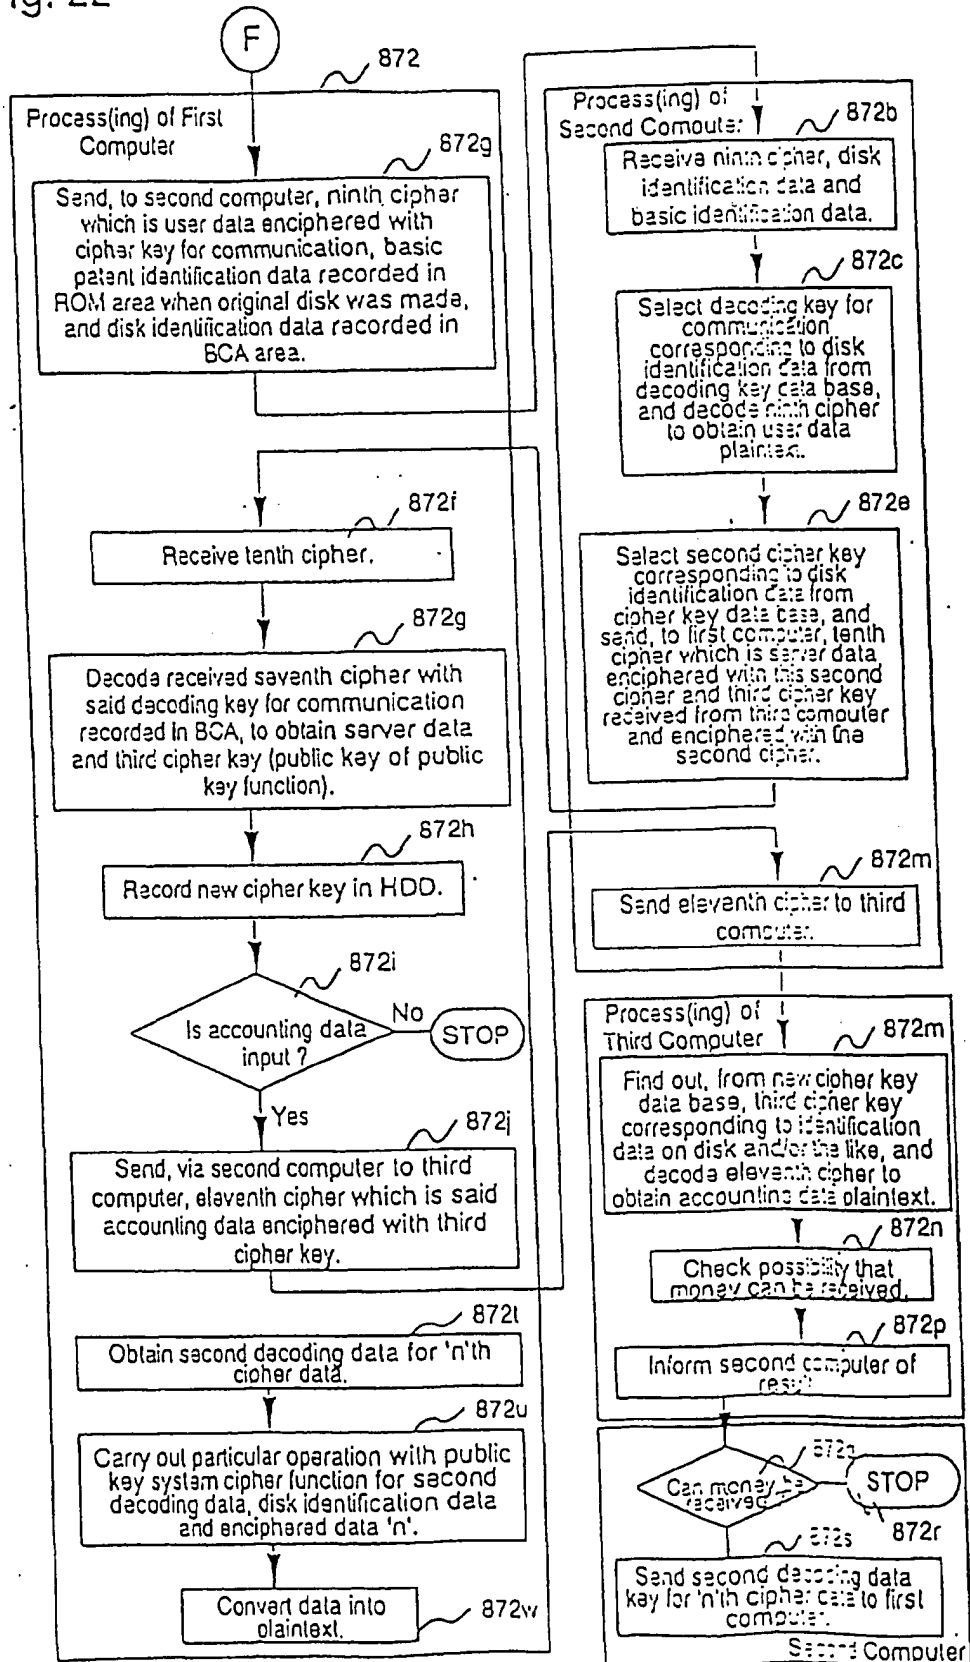 Fig. 22
F
872
Process(ing) of First
Computer
872g
Send, to second computer, ninth cipher
which is user data enciphered with
cipher key for communication, basic
patent identification data recorded in
ROM area when original disk was made,
and disk identification data recorded in
BCA area.
872f
Receive tenth cipher.
872g
Decode received seventh cipher with
said decoding key for communication
recorded in BCA, to obtain server data
and third cipher key (public key of public
key function).
872h
Record new cipher key in HDD.
872i
Is accounting data
input ?
No
STOP
Yes
872j
Send, via second computer to third
computer, eleventh cipher which is said
accounting data enciphered with third
cipher key.
872t
Obtain second decoding data for 'n'th
cipher data.
872u
Carry out particular operation with public
key system cipher function for second
decoding data, disk identification data
and enciphered data 'n'.
Convert data into
plaintext.
872w
Process(ing) of
Second Computer
872b
Receive ninth cipher, disk
identification data and
basic identification data.
872c
Select decoding key for
communication
corresponding to disk
identification data from
decoding key data base,
and decode ninth cipher
to obtain user data
plaintext.
872e
Select second cipher key
corresponding to disk
identification data from
cipher key data base, and
send, to first computer, tenth
cipher which is server data
enciphered with this second
cipher and third cipher key
received from third computer
and enciphered with the
second cipher.
872m
Send eleventh cipher to third
computer.
Process(ing) of
Third Computer
872m
Find out, from new cipher key
data base, third cipher key
corresponding to identification
data on disk and/or the like, and
decode eleventh cipher to
obtain accounting data plaintext.
872n
Check possibility that
money can be received.
872p
Inform second computer of
result
872q
Can money be
received
STOP
872r
872s
Send second decoding data
key for 'n'th cipher data to first
computer.
Second Computer